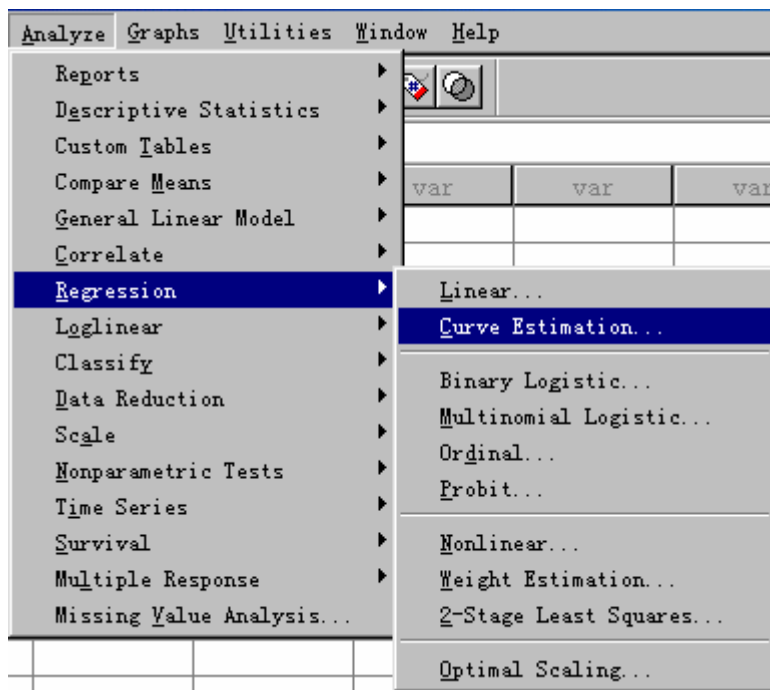 Analyze Graphs Utilities Window Help
Reports
Descriptive Statistics
Custom Tables
Compare Means
General Linear Model
Correlate
Regression
Loglinear
Classify
Data Reduction
Scale
Nonparametric Tests
Time Series
Survival
Multiple Response
Missing Value Analysis...
var var var
Linear...
Curve Estimation...
Binary Logistic...
Multinomial Logistic...
Ordinal...
Probit...
Nonlinear...
Weight Estimation...
2-Stage Least Squares...
Optimal Scaling...